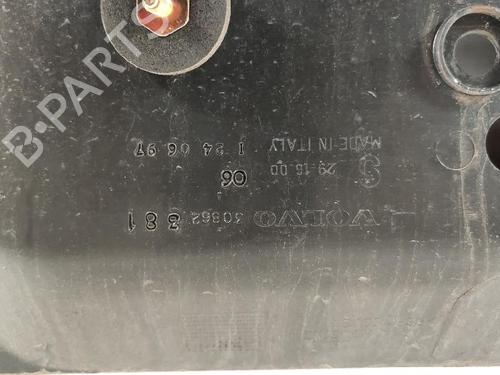 B-PARTS
VOLVO 30862 381
29.15.00 06
MADE IN ITALY 1 24 06 97